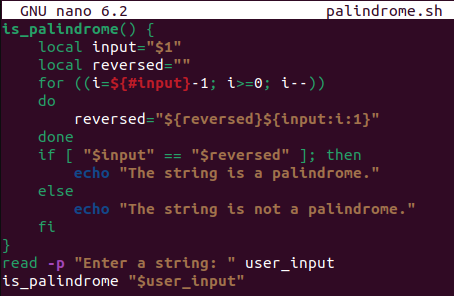 GNU nano 6.2 palindrome.sh
is_palindrome() {
    local input="$1"
    local reversed=""
    for ((i=${#input}-1; i>=0; i--))
    do
        reversed="${reversed}${input:i:1}"
    done
    if [ "$input" == "$reversed" ]; then
        echo "The string is a palindrome."
    else
        echo "The string is not a palindrome."
    fi
}
read -p "Enter a string: " user_input
is_palindrome "$user_input"